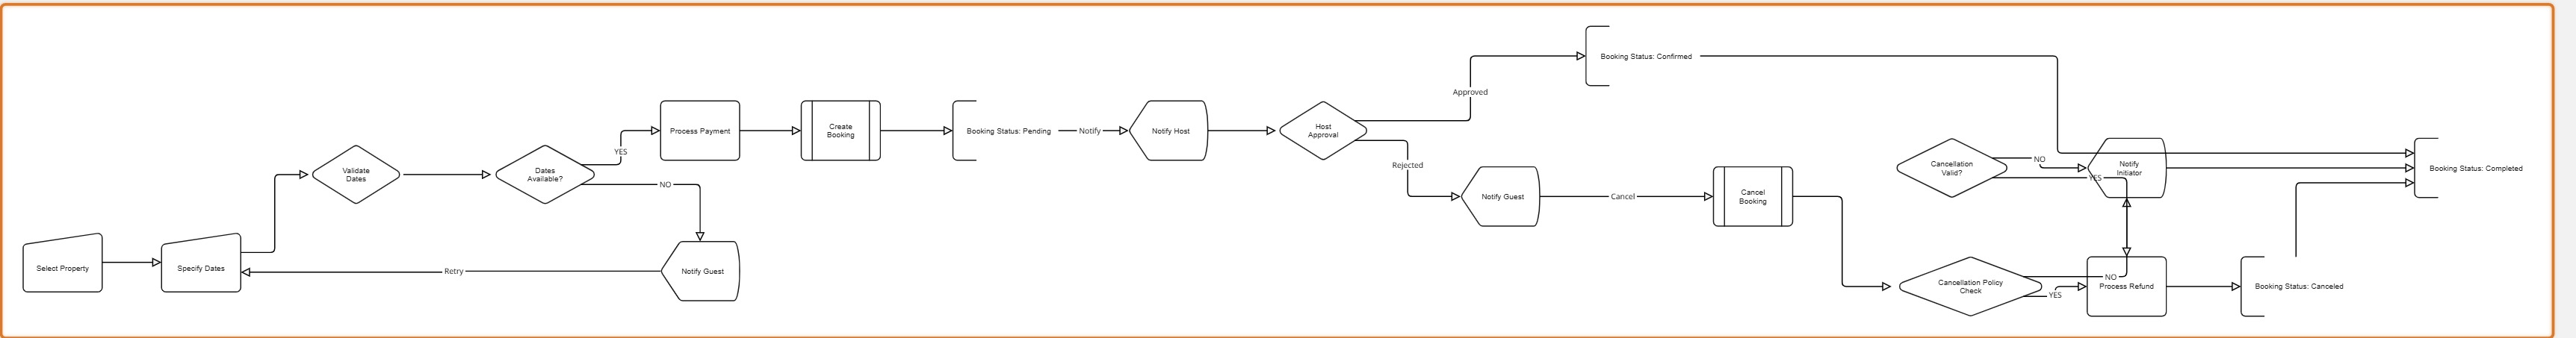 Select Property
Specify Dates
Validate
Dates
Dates
Available?
YES
NO
Process Payment
Notify Guest
Retry
Create
Booking
Booking Status: Pending
Notify
Notify Host
Host
Approval
Approved
Rejected
Booking Status: Confirmed
Notify Guest
Cancel
Cancel
Booking
Cancellation
Valid?
NO
YES
Notify
Initiator
Cancellation Policy
Check
NO
YES
Process Refund
Booking Status: Canceled
Booking Status: Completed